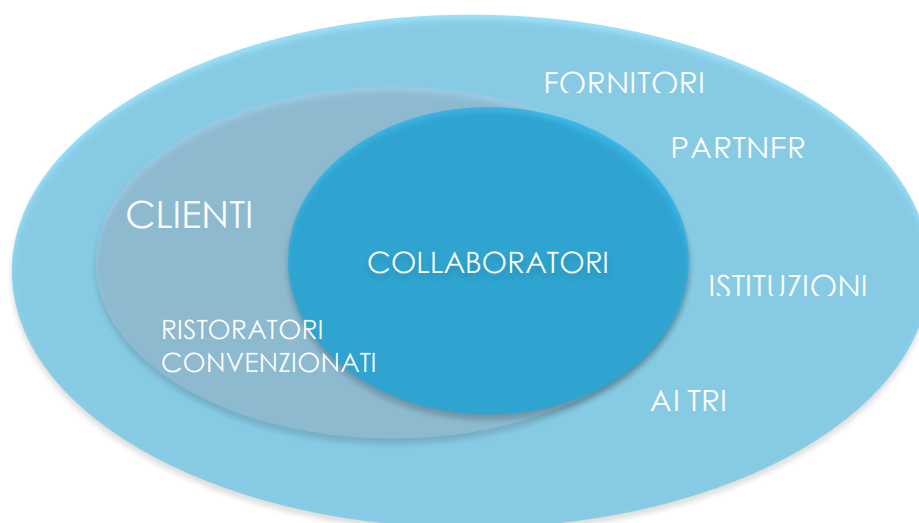 FORNITORI
PARTNER
CLIENTI
COLLABORATORI
ISTITUZIONI
RISTORATORI
CONVENZIONATI
ALTRI